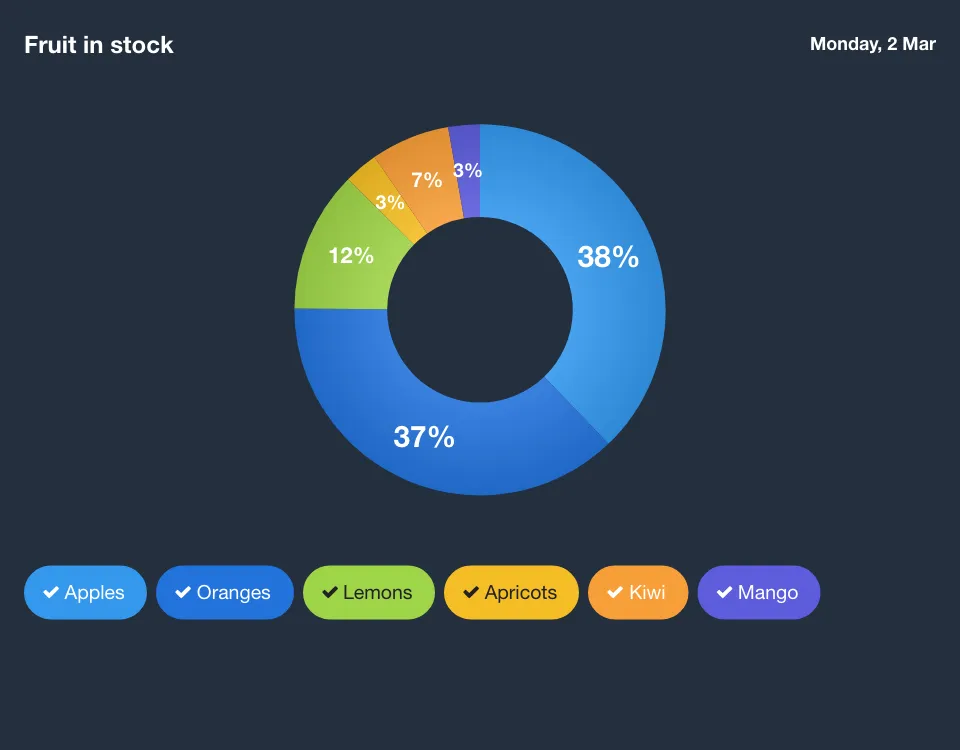 Fruit in stock
Monday, 2 Mar
3%
7%
3%
12%
38%
37%
Apples
Oranges
Lemons
Apricots
Kiwi
Mango